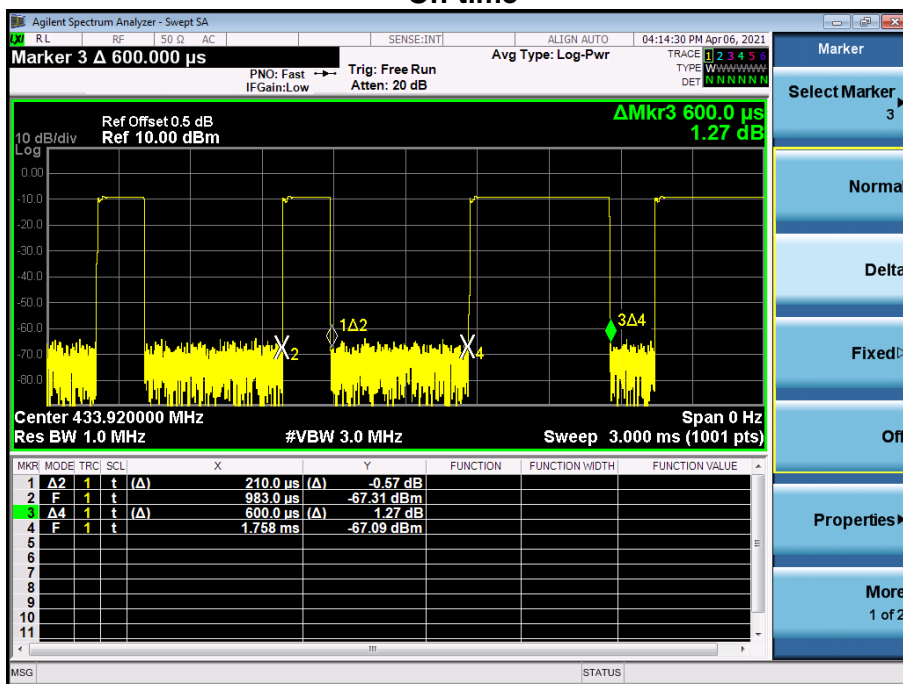 On time
Agilent Spectrum Analyzer - Swept SA
LXI RL RF 50 Ω AC SENSE:INT ALIGN AUTO 04:14:30 PM Apr 06, 2021
Marker 3 Δ 600.000 µs
PNO: Fast
IFGain:Low
Trig: Free Run
Atten: 20 dB
Avg Type: Log-Pwr
TRACE 1 2 3 4 5 6
TYPE WWWWWW
DET N N N N N N
Ref Offset 0.5 dB
10 dB/div Ref 10.00 dBm
Log
ΔMkr3 600.0 µs
1.27 dB
0.00
-10.0
-20.0
-30.0
-40.0
-50.0
-60.0
-70.0
-80.0
1Δ2
2
3Δ4
4
Center 433.920000 MHz Span 0 Hz
Res BW 1.0 MHz #VBW 3.0 MHz Sweep 3.000 ms (1001 pts)
MKR MODE TRC SCL X Y FUNCTION FUNCTION WIDTH FUNCTION VALUE
1 Δ2 1 t (Δ) 210.0 µs (Δ) -0.57 dB
2 F 1 t 983.0 µs -67.31 dBm
3 Δ4 1 t (Δ) 600.0 µs (Δ) 1.27 dB
4 F 1 t 1.758 ms -67.09 dBm
5
6
7
8
9
10
11
MSG STATUS
Marker
Select Marker
3
Normal
Delta
Fixed
Off
Properties
More
1 of 2